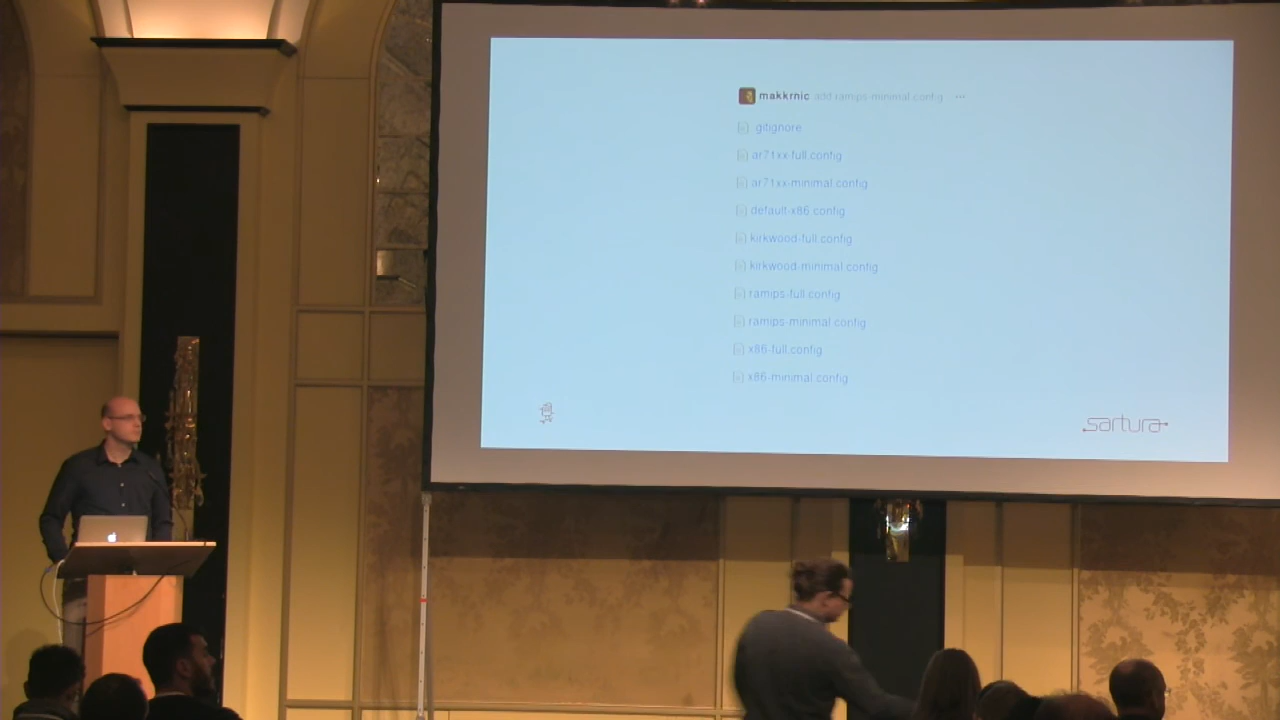 makkrnic add ramips-minimal.config ...
.gitignore
ar71xx-full.config
ar71xx-minimal.config
default-x86.config
kirkwood-full.config
kirkwood-minimal.config
ramips-full.config
ramips-minimal.config
x86-full.config
x86-minimal.config
sartura